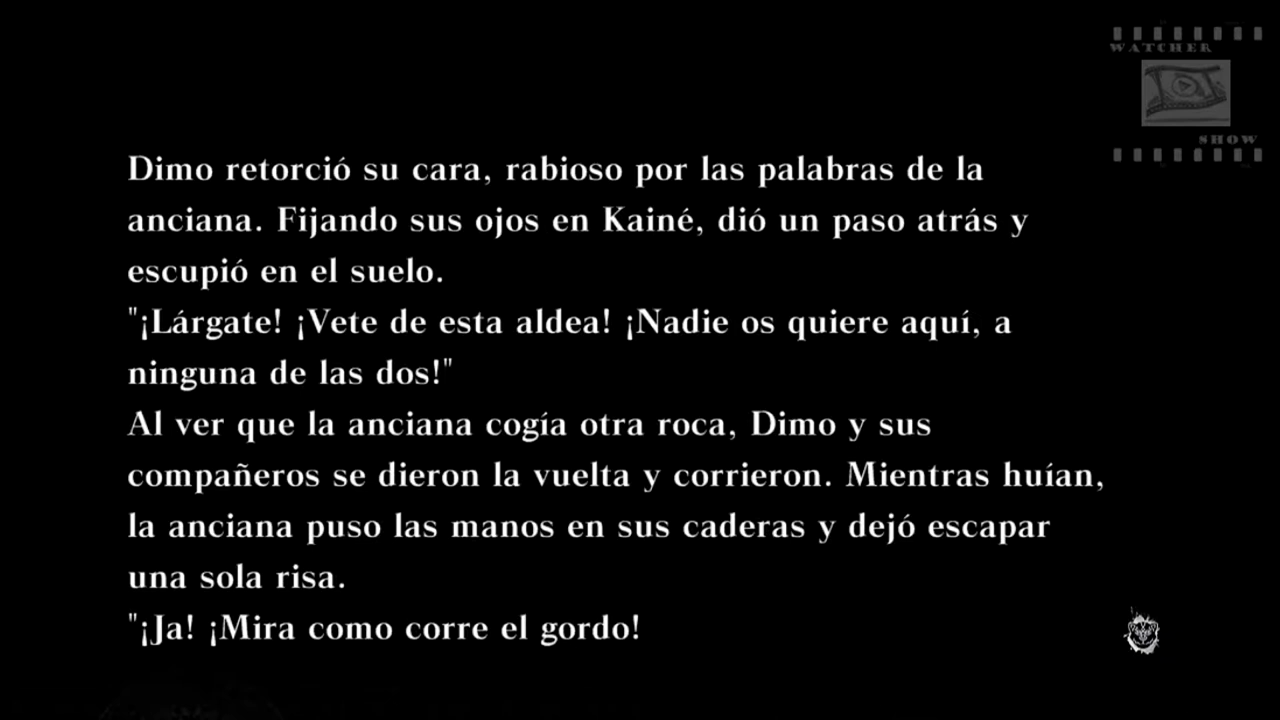 WATCHER
SHOW
Dimo retorció su cara, rabioso por las palabras de la
anciana. Fijando sus ojos en Kainé, dió un paso atrás y
escupió en el suelo.
"¡Lárgate! ¡Vete de esta aldea! ¡Nadie os quiere aquí, a
ninguna de las dos!"
Al ver que la anciana cogía otra roca, Dimo y sus
compañeros se dieron la vuelta y corrieron. Mientras huían,
la anciana puso las manos en sus caderas y dejó escapar
una sola risa.
"¡Ja! ¡Mira como corre el gordo!